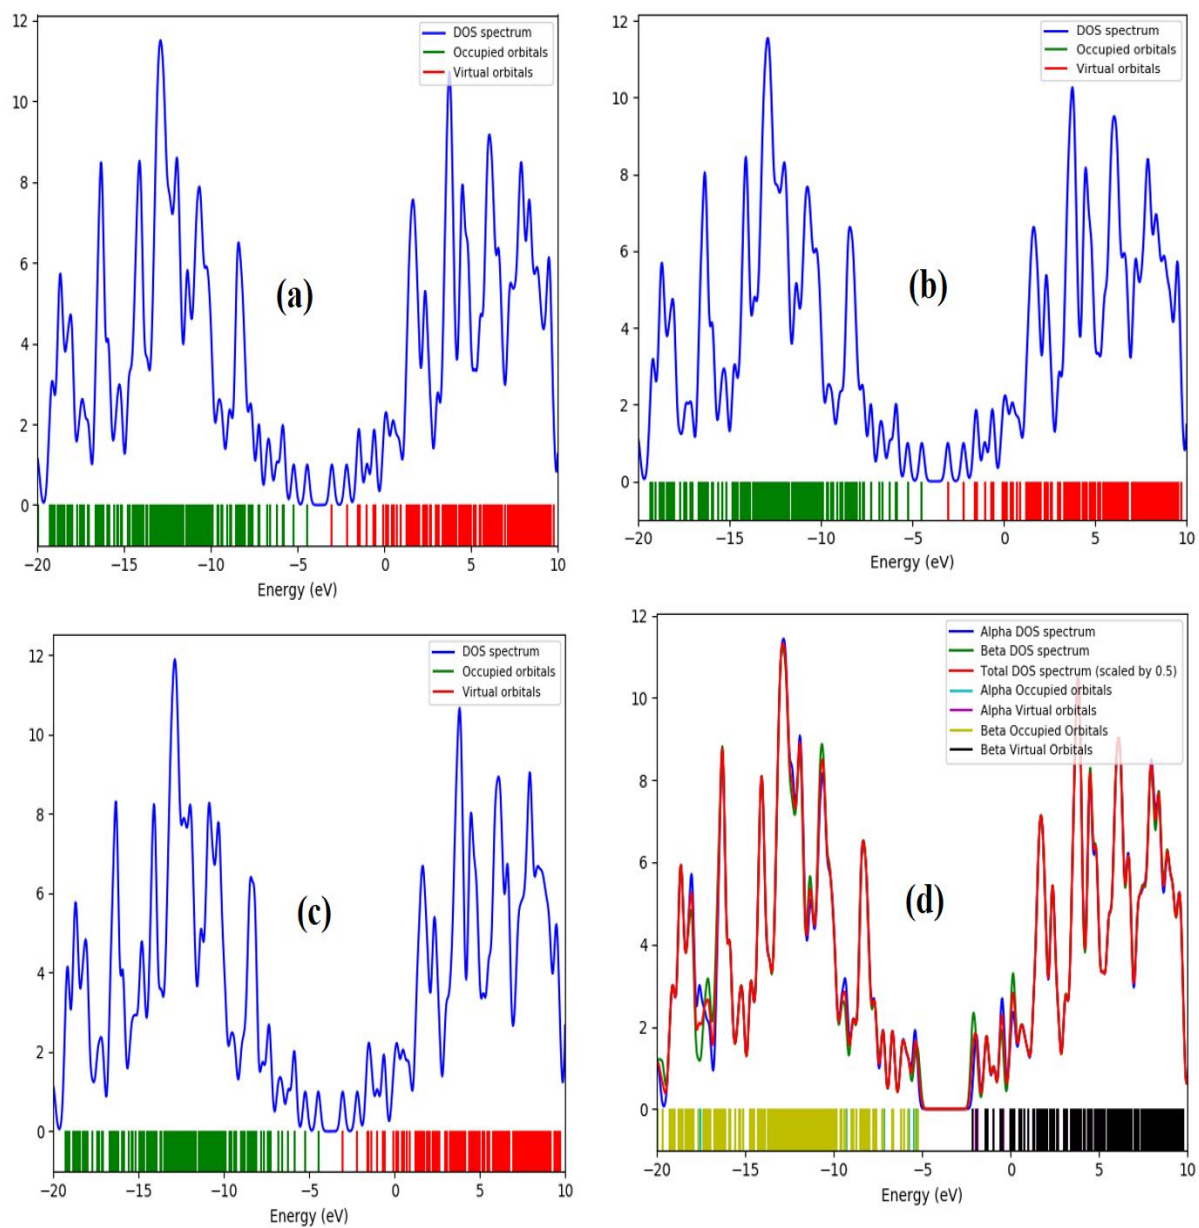 12
10
8
6
4
2
0
DOS spectrum
Occupied orbitals
Virtual orbitals
(a)
−20 −15 −10 −5 0 5 10
Energy (eV)
12
10
8
6
4
2
0
DOS spectrum
Occupied orbitals
Virtual orbitals
(b)
−20 −15 −10 −5 0 5 10
Energy (eV)
12
10
8
6
4
2
0
DOS spectrum
Occupied orbitals
Virtual orbitals
(c)
−20 −15 −10 −5 0 5 10
Energy (eV)
12
10
8
6
4
2
0
Alpha DOS spectrum
Beta DOS spectrum
Total DOS spectrum (scaled by 0.5)
Alpha Occupied orbitals
Alpha Virtual orbitals
Beta Occupied Orbitals
Beta Virtual Orbitals
(d)
−20 −15 −10 −5 0 5 10
Energy (eV)